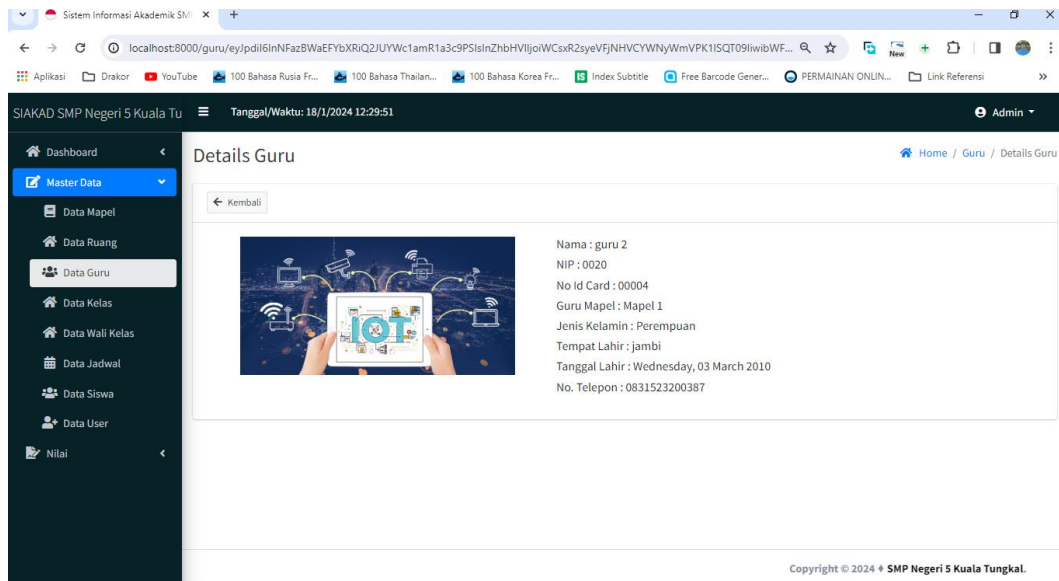 Sistem Informasi Akademik SM
localhost:8000/guru/
Aplikasi Drakor YouTube 100 Bahasa Rusia Fr... 100 Bahasa Thailan... 100 Bahasa Korea Fr... Index Subtitle Free Barcode Gener... PERMAINAN ONLIN... Link Referensi
New
SIAKAD SMP Negeri 5 Kuala Tu Tanggal/Waktu: 18/1/2024 12:29:51 Admin
Dashboard
Master Data
Data Mapel
Data Ruang
Data Guru
Data Kelas
Data Wali Kelas
Data Jadwal
Data Siswa
Data User
Nilai
Details Guru
Home / Guru / Details Guru
Kembali
IOT
Nama : guru 2
NIP : 0020
No Id Card : 00004
Guru Mapel : Mapel 1
Jenis Kelamin : Perempuan
Tempat Lahir : jambi
Tanggal Lahir : Wednesday, 03 March 2010
No. Telepon : 0831523200387
Copyright © 2024 ♦ SMP Negeri 5 Kuala Tungkal.